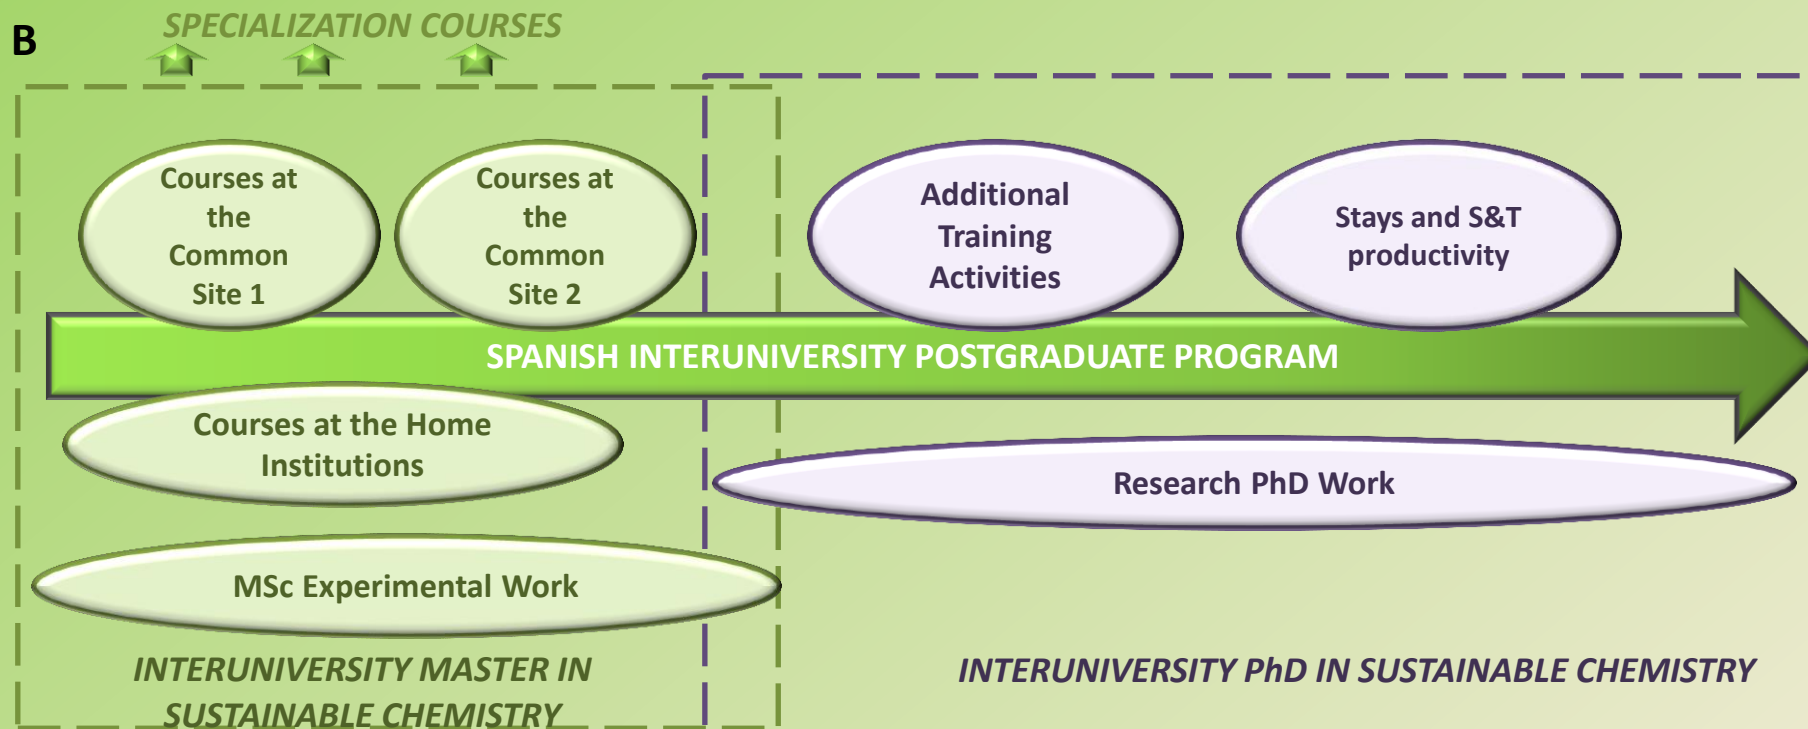 B
SPECIALIZATION COURSES
Courses at
the
Common
Site 1
Courses at
the
Common
Site 2
Additional
Training
Activities
Stays and S&T
productivity
SPANISH INTERUNIVERSITY POSTGRADUATE PROGRAM
Courses at the Home
Institutions
Research PhD Work
MSc Experimental Work
INTERUNIVERSITY MASTER IN
SUSTAINABLE CHEMISTRY
INTERUNIVERSITY PhD IN SUSTAINABLE CHEMISTRY